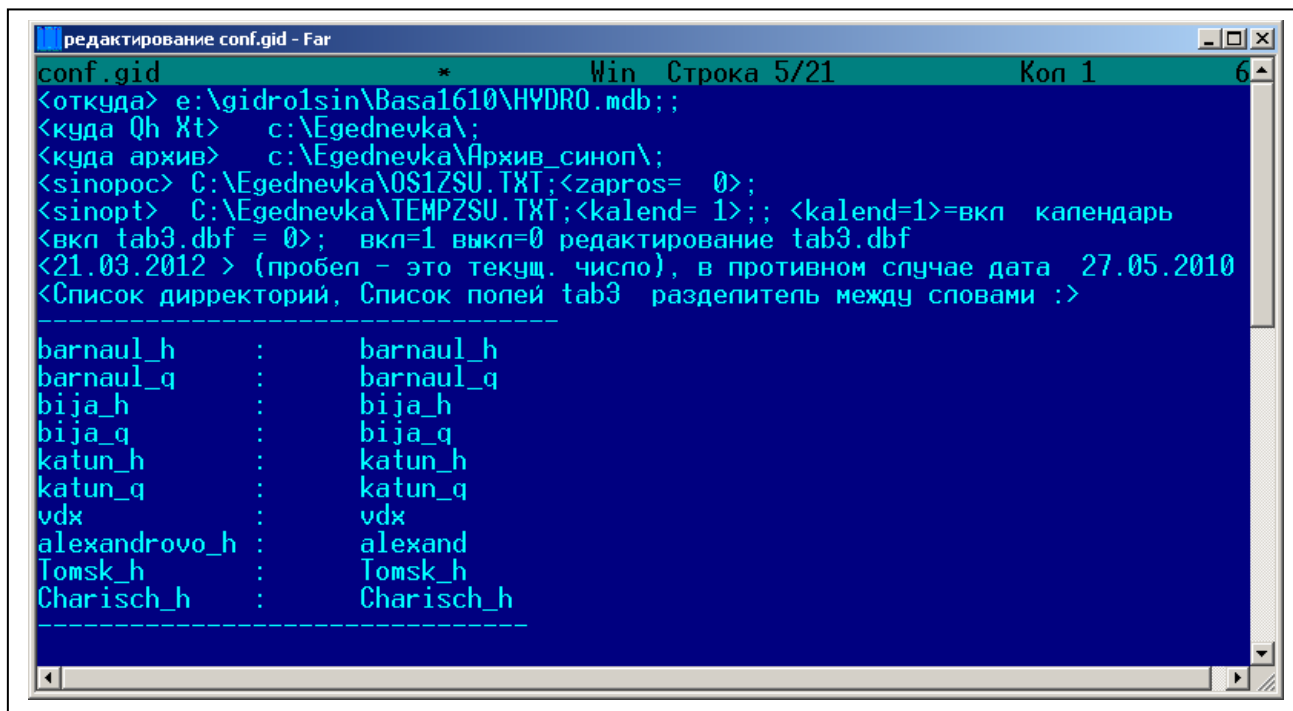 редактирование conf.gid - Far
conf.gid * Win Строка 5/21 Кол 1 6
<откуда> e:\gidro1sin\Basa1610\HYDRO.mdb;;
<куда Qh Xt> c:\Egednevka\;
<куда архив> c:\Egednevka\Архив_синоп\;
<sinopoc> C:\Egednevka\OS1ZSU.TXT;<zapros= 0>;
<sinopt> C:\Egednevka\TEMPZSU.TXT;<kalend= 1>;; <kalend=1>=вкл календарь
<вкл tab3.dbf = 0>; вкл=1 выкл=0 редактирование tab3.dbf
<21.03.2012 > (пробел - это текущ. число), в противном случае дата 27.05.2010
<Список дирректорий, Список полей tab3 разделитель между словами :>
----------------------------------
barnaul_h : barnaul_h
barnaul_q : barnaul_q
bija_h : bija_h
bija_q : bija_q
katun_h : katun_h
katun_q : katun_q
vdx : vdx
alexandrovo_h : alexand
Tomsk_h : Tomsk_h
Charisch_h : Charisch_h
--------------------------------